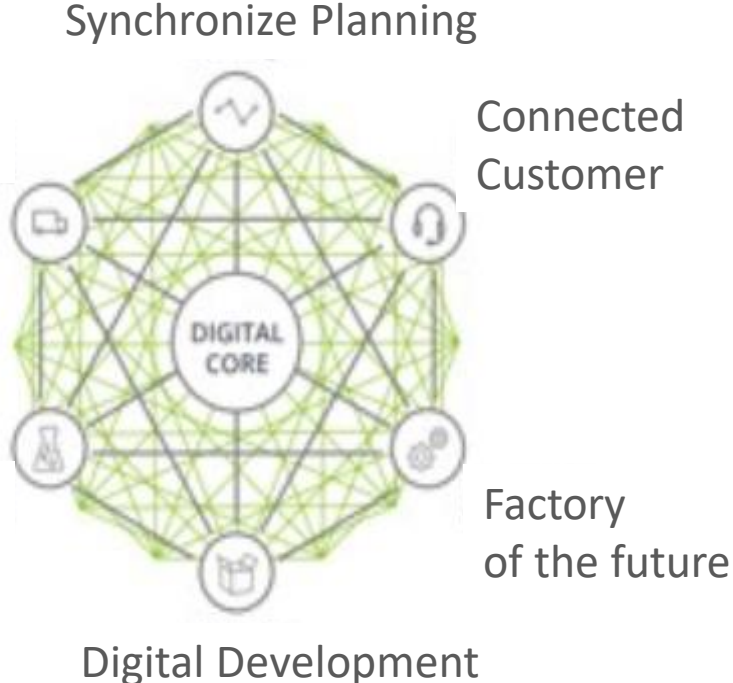 Synchronize Planning
Connected
Customer
DIGITAL
CORE
Factory
of the future
Digital Development